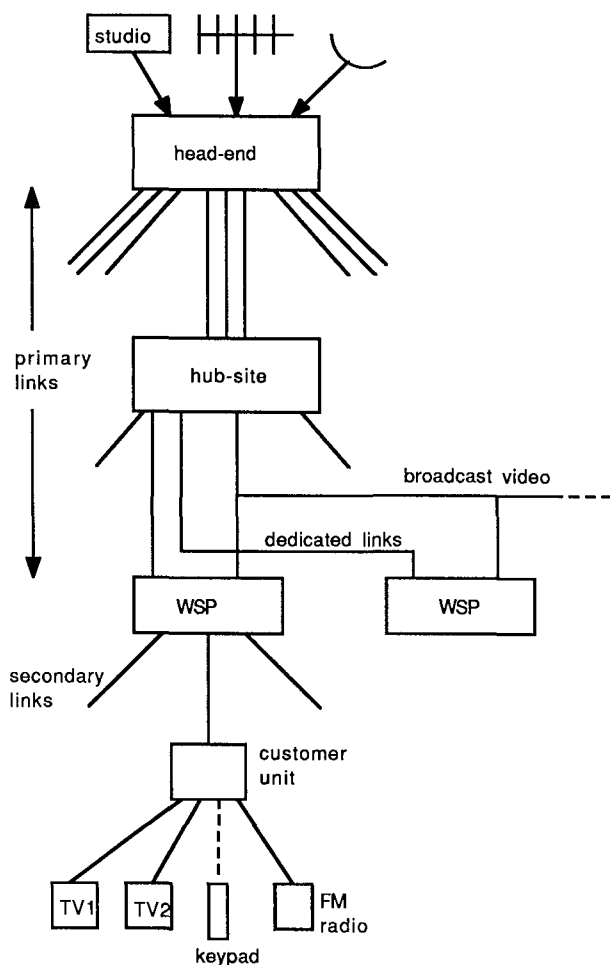 studio
head-end
primary
links
hub-site
broadcast video
dedicated links
WSP
WSP
secondary
links
customer
unit
TV1
TV2
keypad
FM
radio